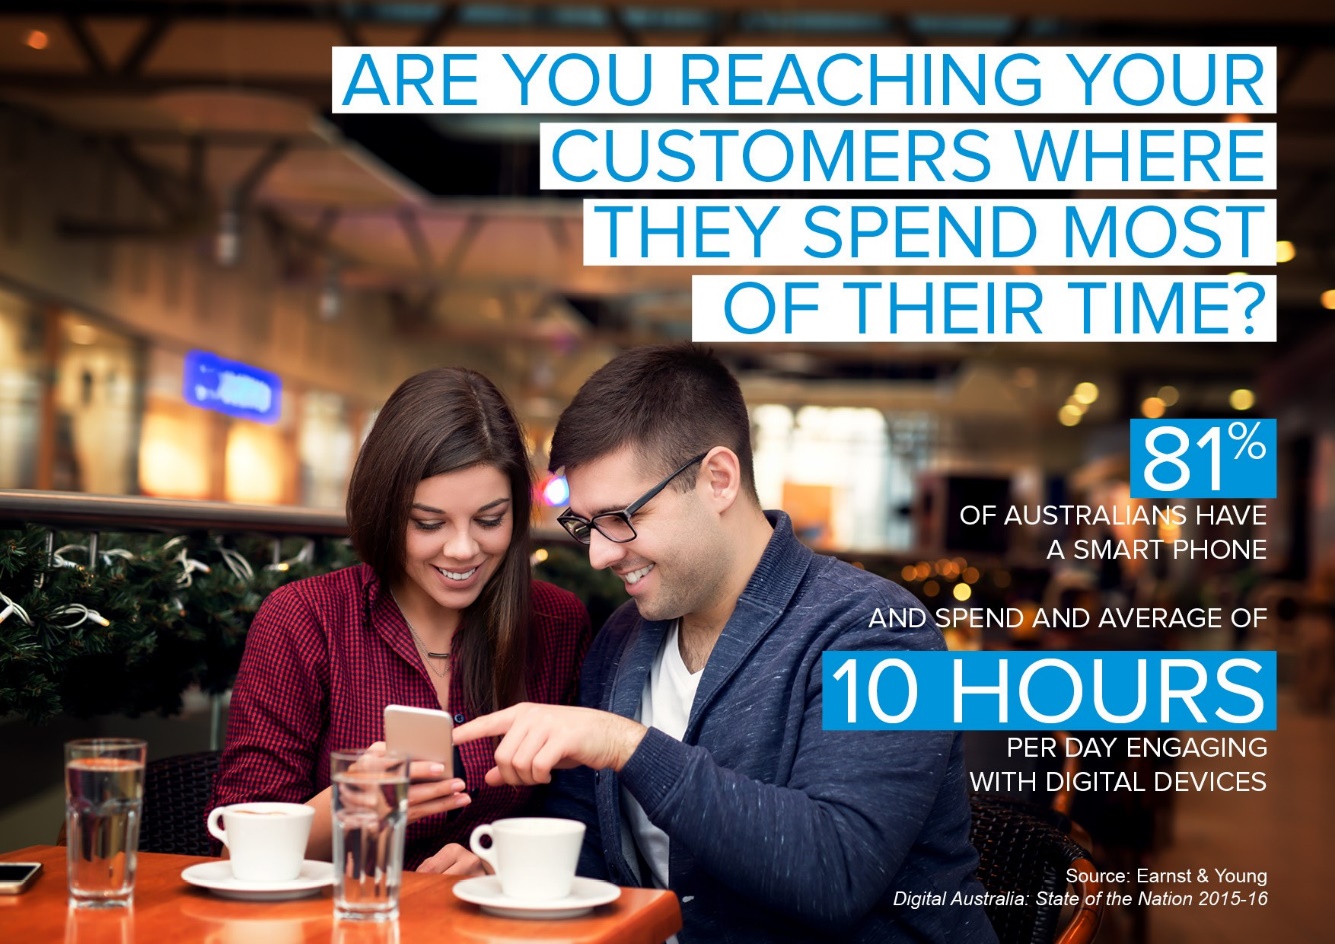 ARE YOU REACHING YOUR
CUSTOMERS WHERE
THEY SPEND MOST
OF THEIR TIME?
81%
OF AUSTRALIANS HAVE
A SMART PHONE
AND SPEND AND AVERAGE OF
10 HOURS
PER DAY ENGAGING
WITH DIGITAL DEVICES
Source: Earnst & Young
Digital Australia: State of the Nation 2015-16